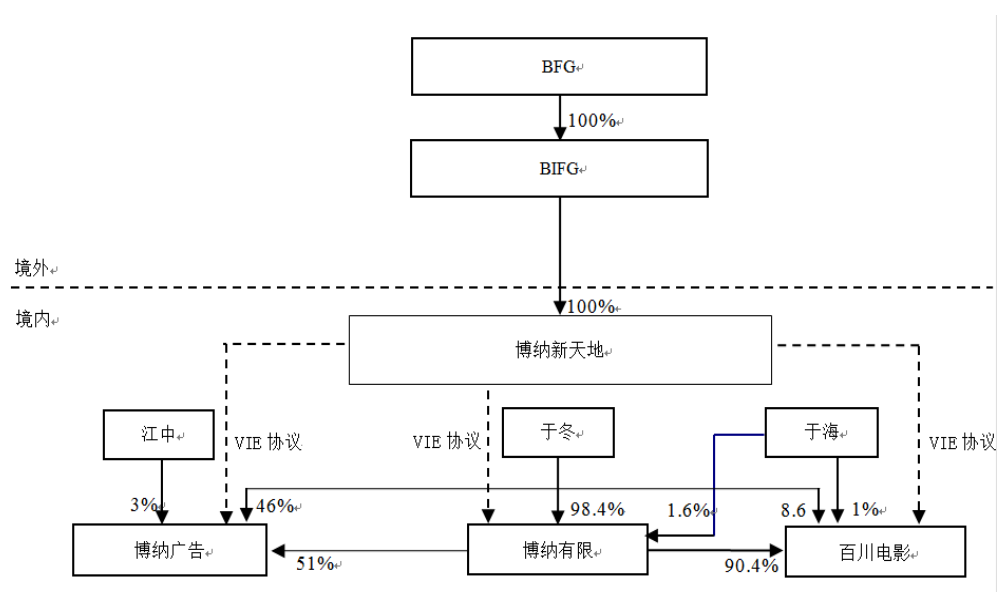 BFG
100%
BIFG
境外
100%
境内
博纳新天地
江中
VIE 协议
VIE 协议
于冬
于海
VIE 协议
3%
46%
98.4%
1.6%
8.6
1%
博纳广告
51%
博纳有限
90.4%
百川电影